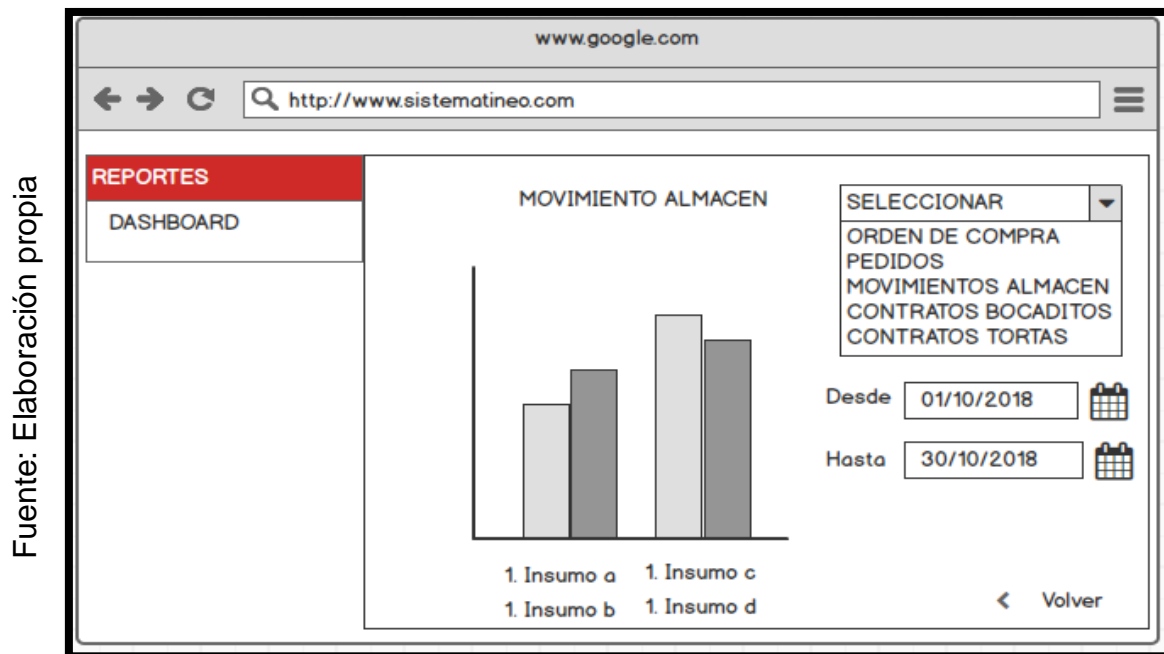 www.google.com
http://www.sistematineo.com
REPORTES
DASHBOARD
MOVIMIENTO ALMACEN
SELECCIONAR
ORDEN DE COMPRA
PEDIDOS
MOVIMIENTOS ALMACEN
CONTRATOS BOCADITOS
CONTRATOS TORTAS
Desde 01/10/2018
Hasta 30/10/2018
1. Insumo a 1. Insumo c
1. Insumo b 1. Insumo d
Volver
Fuente: Elaboración propia